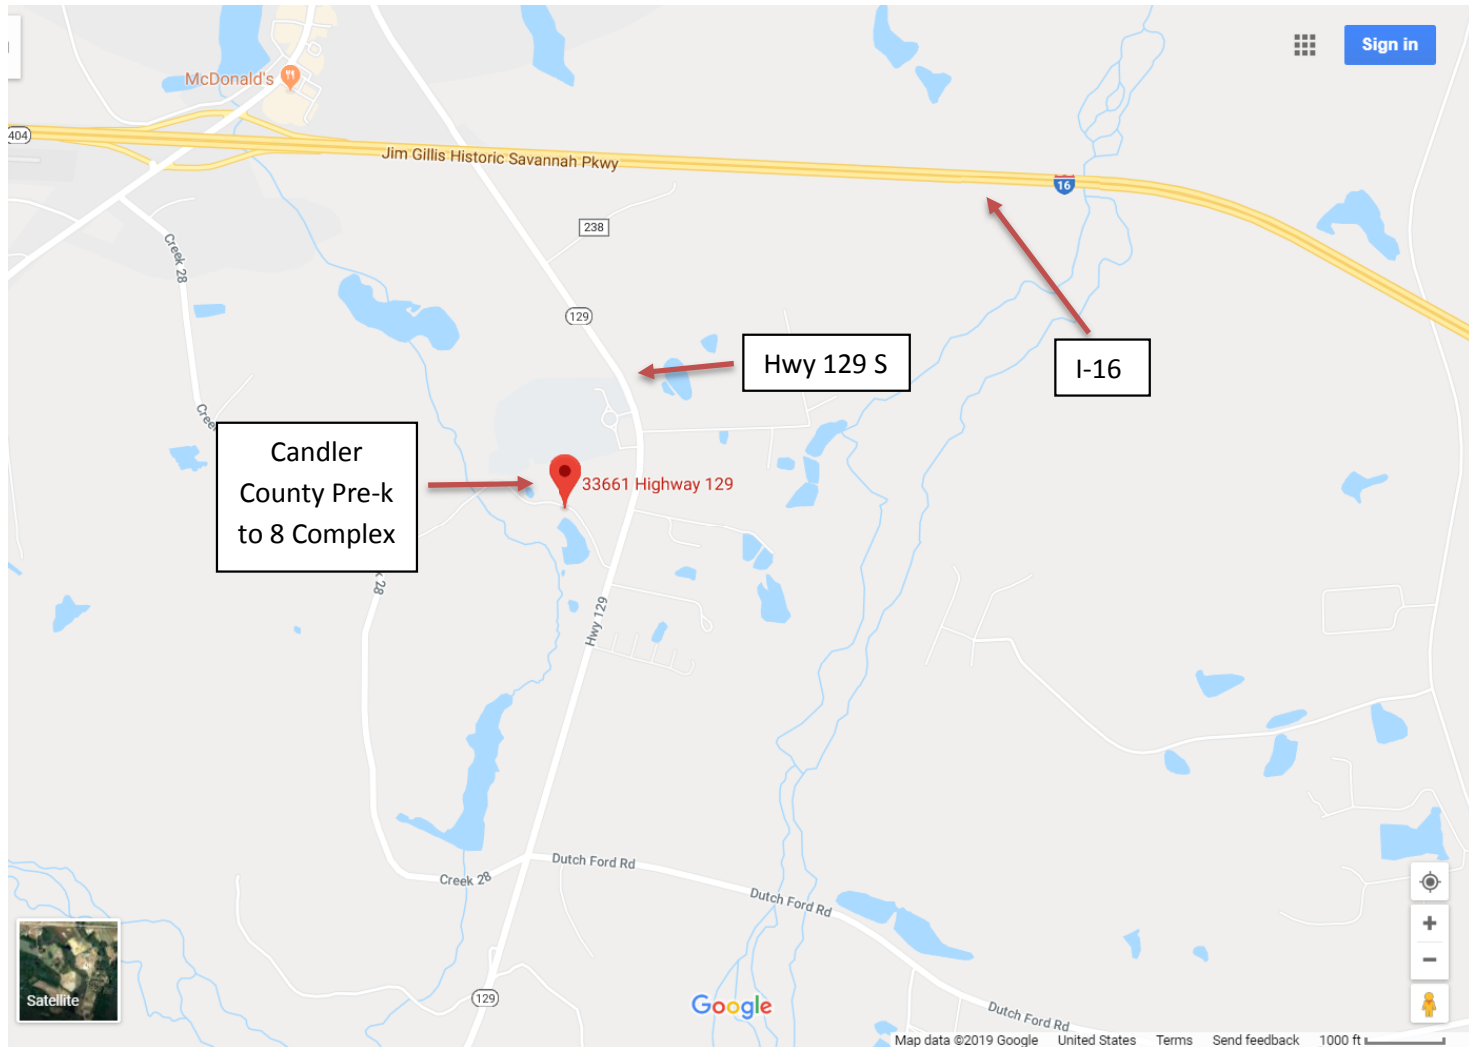 Sign in
McDonald's
404
Jim Gillis Historic Savannah Pkwy
16
238
Creek 28
129
Hwy 129 S
I-16
Candler
County Pre-k
to 8 Complex
33661 Highway 129
Hwy 129
Dutch Ford Rd
Creek 28
Dutch Ford Rd
Satellite
129
Google
Dutch Ford Rd
Map data ©2019 Google United States Terms Send feedback 1000 ft